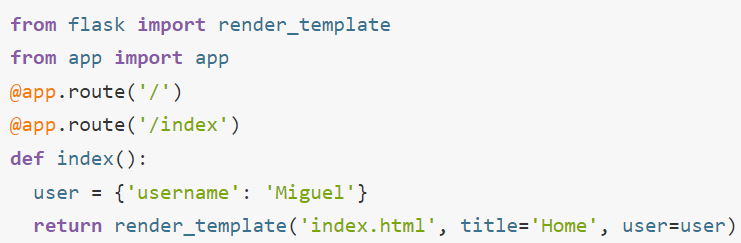 from flask import render_template
from app import app
@app.route('/')
@app.route('/index')
def index():
  user = {'username': 'Miguel'}
  return render_template('index.html', title='Home', user=user)